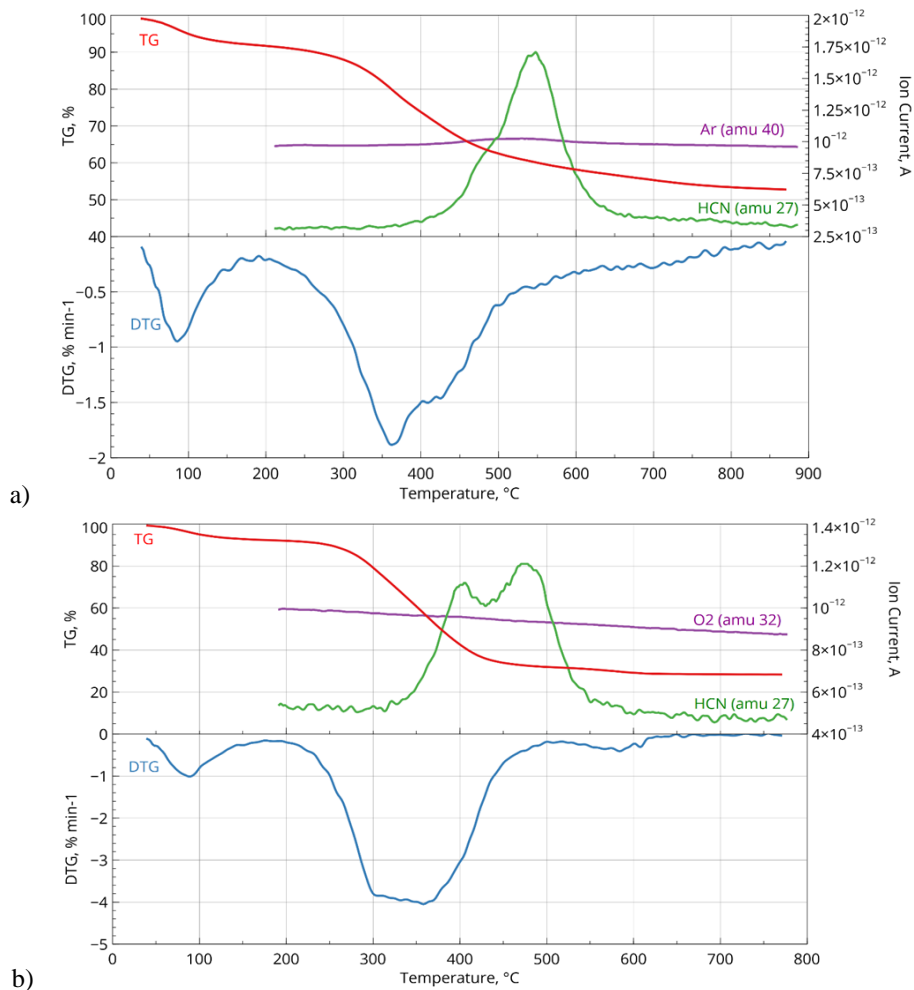 100
90
80
70
60
50
40
TG, %
TG
2×10−12
1.75×10−12
1.5×10−12
1.25×10−12
10−12
7.5×10−13
5×10−13
2.5×10−13
Ion Current, A
Ar (amu 40)
HCN (amu 27)
−0.5
−1
−1.5
−2
DTG, % min-1
DTG
0 100 200 300 400 500 600 700 800 900
Temperature, °C
a)
100
80
60
40
20
0
TG, %
TG
1.4×10−12
1.2×10−12
10−12
8×10−13
6×10−13
4×10−13
Ion Current, A
O2 (amu 32)
HCN (amu 27)
−1
−2
−3
−4
−5
DTG, % min-1
DTG
0 100 200 300 400 500 600 700 800
Temperature, °C
b)